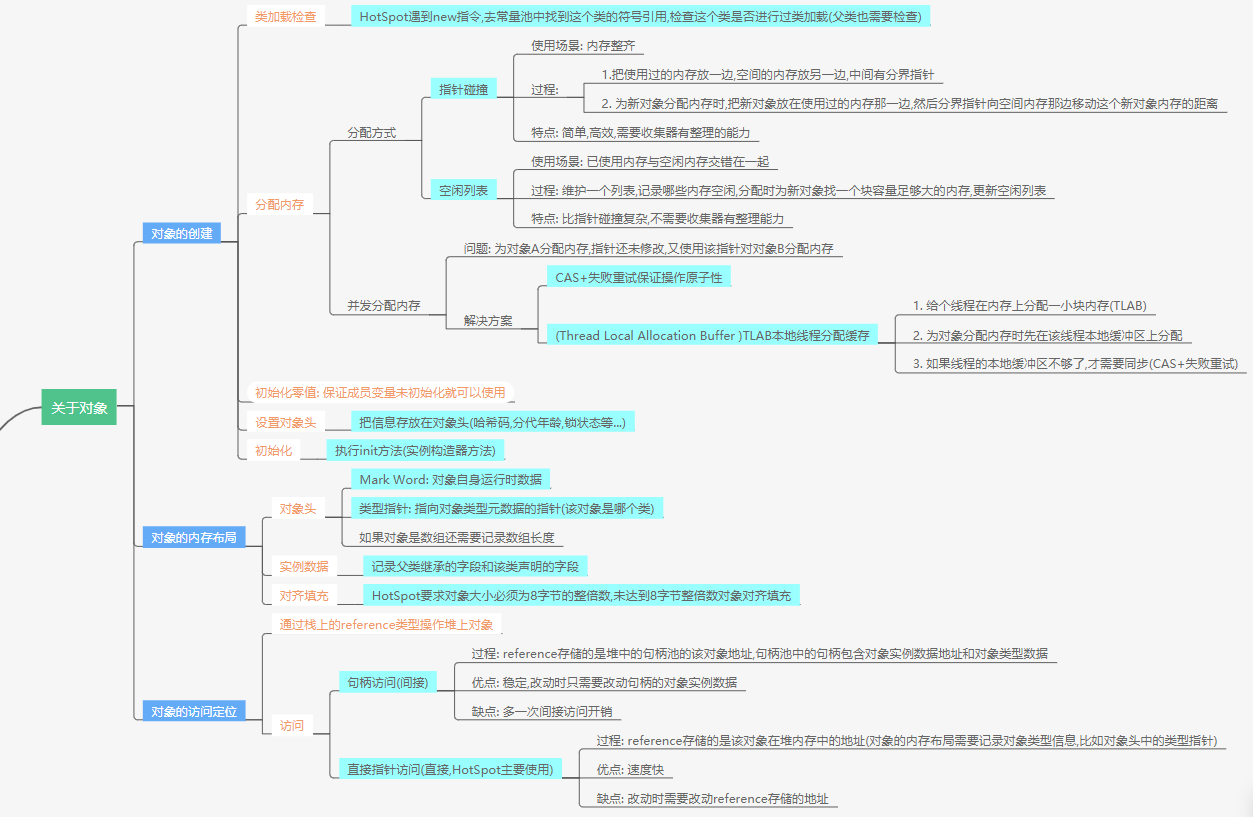 关于对象
对象的创建
类加载检查
HotSpot遇到new指令,去常量池中找到这个类的符号引用,检查这个类是否进行过类加载(父类也需要检查)
分配内存
分配方式
指针碰撞
使用场景: 内存整齐
过程:
1.把使用过的内存放一边,空间的内存放另一边,中间有分界指针
2. 为新对象分配内存时,把新对象放在使用过的内存那一边,然后分界指针向空间内存那边移动这个新对象内存的距离
特点: 简单,高效,需要收集器有整理的能力
空闲列表
使用场景: 已使用内存与空闲内存交错在一起
过程: 维护一个列表,记录哪些内存空闲,分配时为新对象找一个块容量足够大的内存,更新空闲列表
特点: 比指针碰撞复杂,不需要收集器有整理能力
并发分配内存
问题: 为对象A分配内存,指针还未修改,又使用该指针对对象B分配内存
解决方案
CAS+失败重试保证操作原子性
(Thread Local Allocation Buffer )TLAB本地线程分配缓存
1. 给个线程在内存上分配一小块内存(TLAB)
2. 为对象分配内存时先在该线程本地缓冲区上分配
3. 如果线程的本地缓冲区不够了,才需要同步(CAS+失败重试)
初始化零值: 保证成员变量未初始化就可以使用
设置对象头
把信息存放在对象头(哈希码,分代年龄,锁状态等...)
初始化
执行init方法(实例构造器方法)
对象的内存布局
对象头
Mark Word: 对象自身运行时数据
类型指针: 指向对象类型元数据的指针(该对象是哪个类)
如果对象是数组还需要记录数组长度
实例数据
记录父类继承的字段和该类声明的字段
对齐填充
HotSpot要求对象大小必须为8字节的整倍数,未达到8字节整倍数对象对齐填充
对象的访问定位
通过栈上的reference类型操作堆上对象
访问
句柄访问(间接)
过程: reference存储的是堆中的句柄池的该对象地址,句柄池中的句柄包含对象实例数据地址和对象类型数据
优点: 稳定,改动时只需要改动句柄的对象实例数据
缺点: 多一次间接访问开销
直接指针访问(直接,HotSpot主要使用)
过程: reference存储的是该对象在堆内存中的地址(对象的内存布局需要记录对象类型信息,比如对象头中的类型指针)
优点: 速度快
缺点: 改动时需要改动reference存储的地址